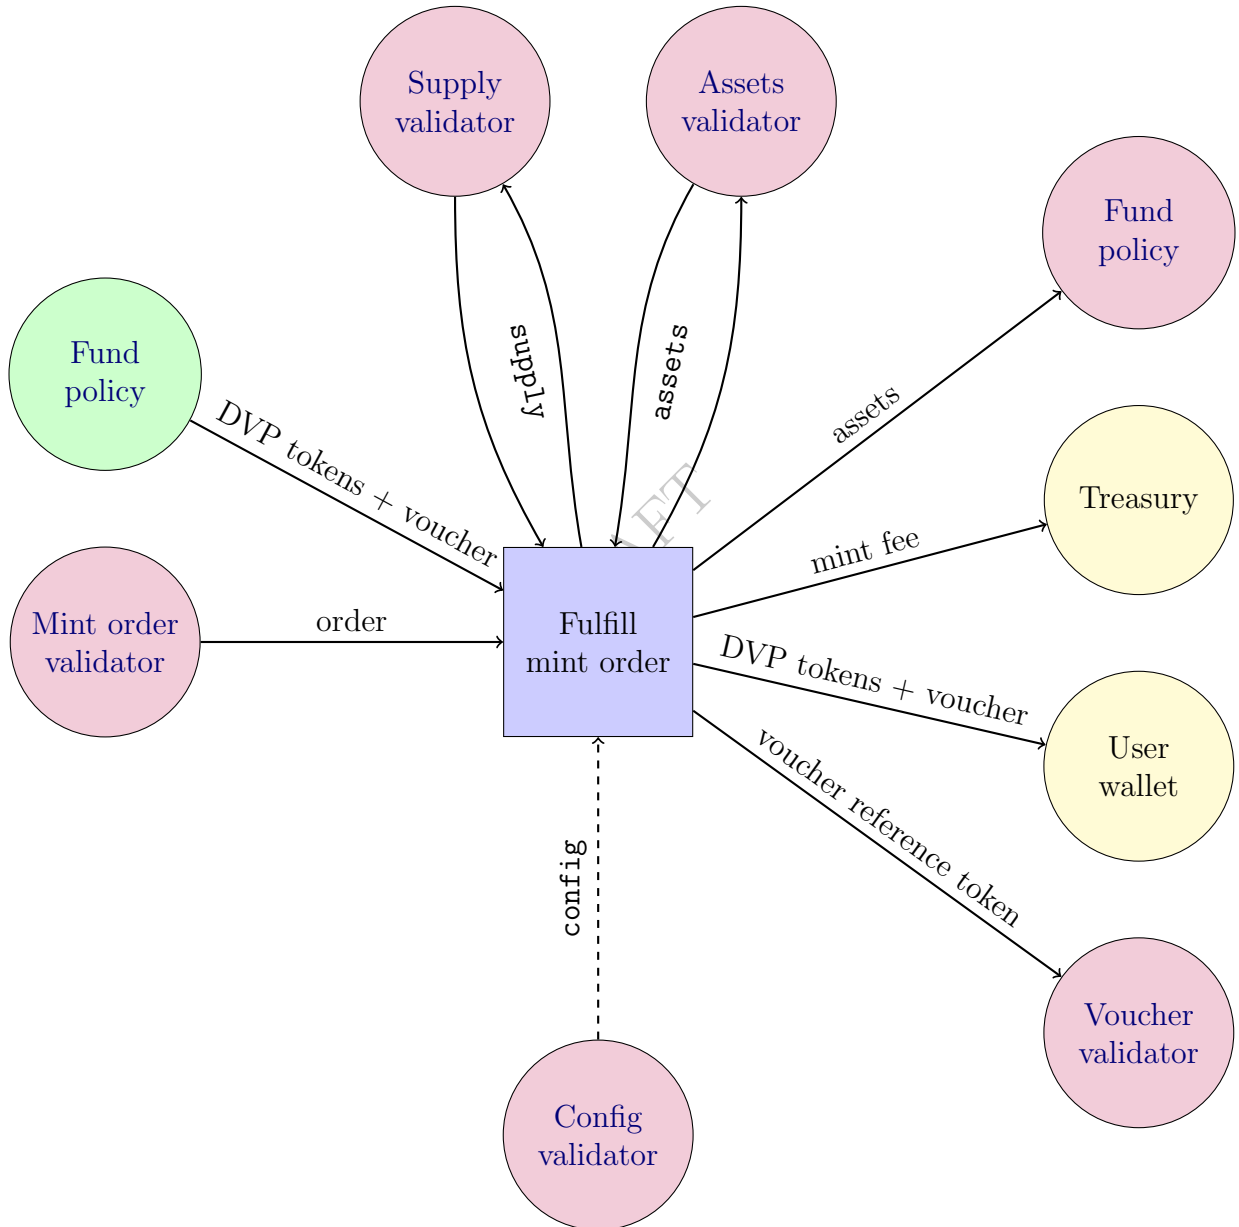 Supply
validator
Assets
validator
Fund
policy
Fund
policy
supply
assets
assets
DVP tokens + voucher
Treasury
mint fee
Mint order
validator
order
Fulfill
mint order
DVP tokens + voucher
User
wallet
voucher reference token
config
Voucher
validator
Config
validator